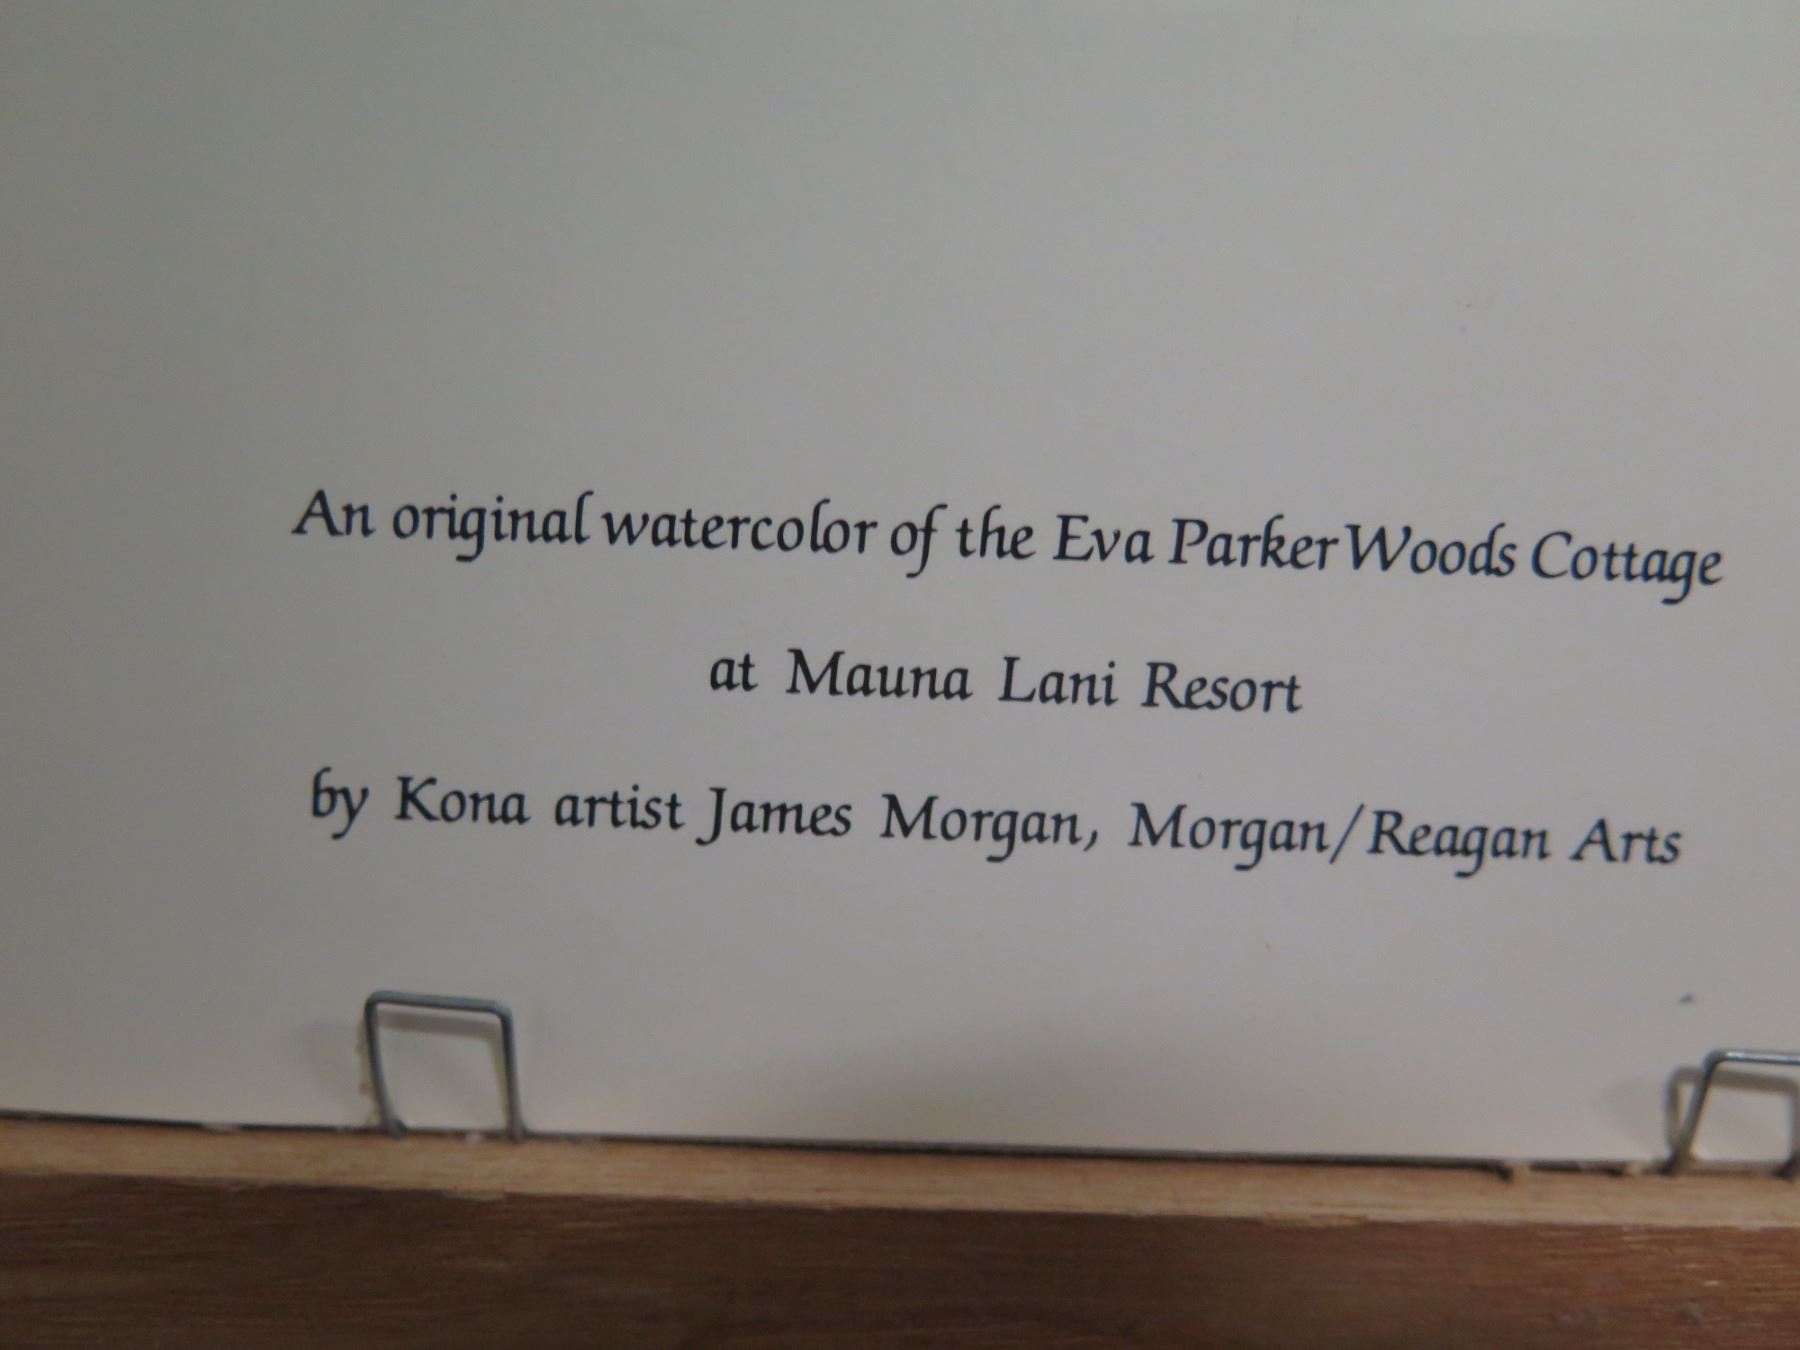 An original watercolor of the Eva Parker Woods Cottage
at Mauna Lani Resort
by Kona artist James Morgan, Morgan/Reagan Arts